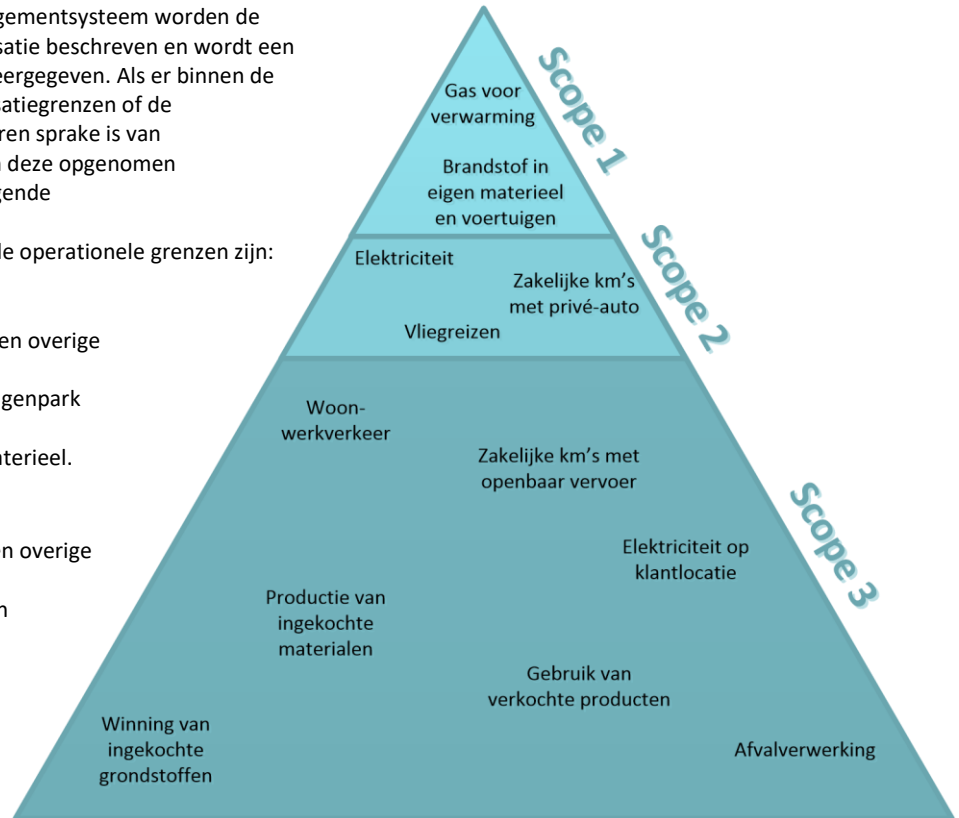 gementsysteem worden de
satie beschreven en wordt een
eergegeven. Als er binnen de
satiegrenzen of de
ren sprake is van
deze opgenomen
gende
de operationele grenzen zijn:
en overige
genpark
terieel.
en overige
Scope 1
Gas voor
verwarming
Brandstof in
eigen materieel
en voertuigen
Scope 2
Elektriciteit
Zakelijke km's
met privé-auto
Vliegreizen
Scope 3
Woon-
werkverkeer
Zakelijke km's met
openbaar vervoer
Elektriciteit op
klantlocatie
Productie van
ingekochte
materialen
Gebruik van
verkochte producten
Winning van
ingekochte
grondstoffen
Afvalverwerking